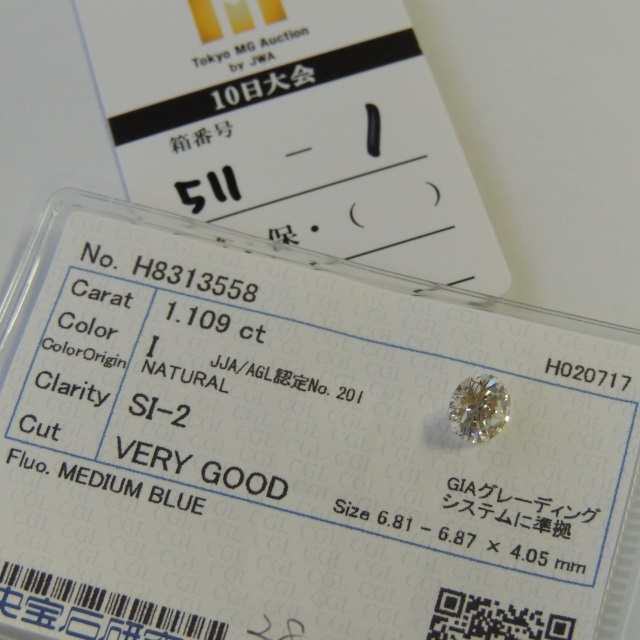 Tokyo MG Auction
by JWA
10日大会
箱番号
511 - 1
No. H8313558
H020717
Carat 1.109 ct
Color I
JJA/AGL認定No.201
Color Origin NATURAL
Clarity SI-2
Cut VERY GOOD
Fluo. MEDIUM BLUE
Size 6.81 - 6.87 × 4.05 mm
GIAグレーディング
システムに準拠